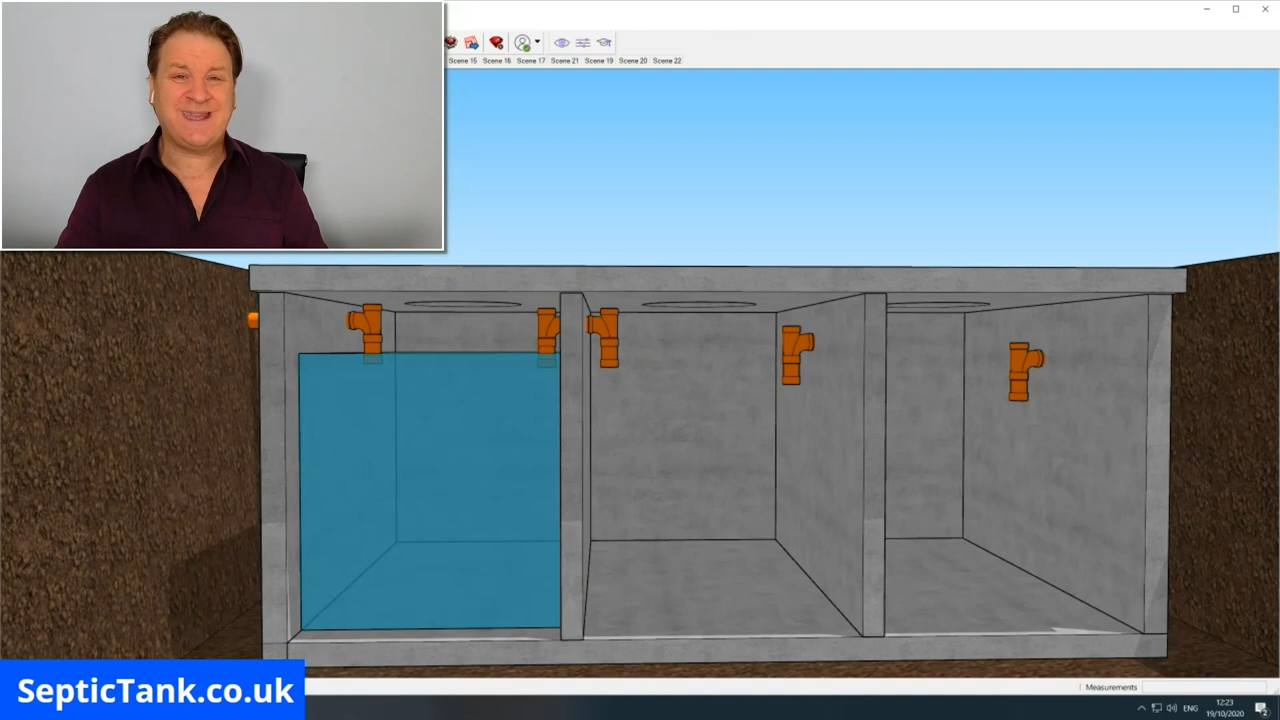 Scene 15 Scene 16 Scene 17 Scene 21 Scene 19 Scene 20 Scene 22
SepticTank.co.uk
Measurements
ENG
12:23
19/10/2020
2